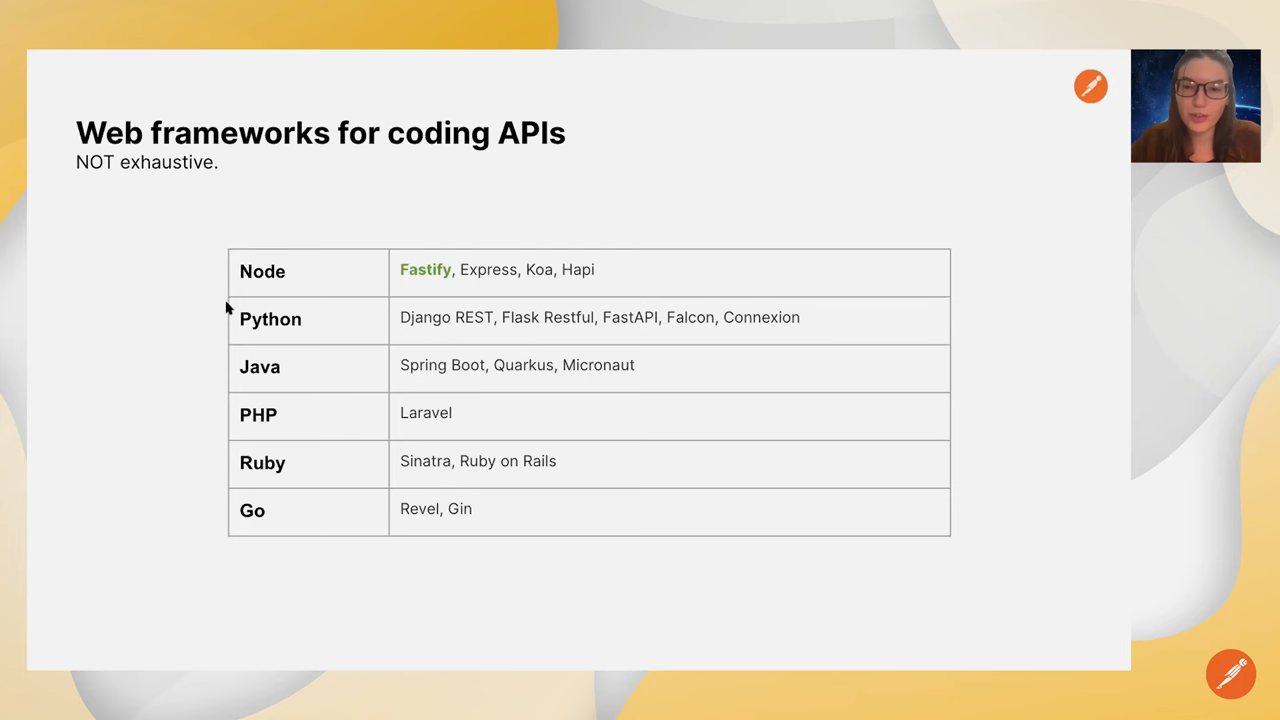 Web frameworks for coding APIs
NOT exhaustive.
Node
Fastify, Express, Koa, Hapi
Python
Django REST, Flask Restful, FastAPI, Falcon, Connexion
Java
Spring Boot, Quarkus, Micronaut
PHP
Laravel
Ruby
Sinatra, Ruby on Rails
Go
Revel, Gin